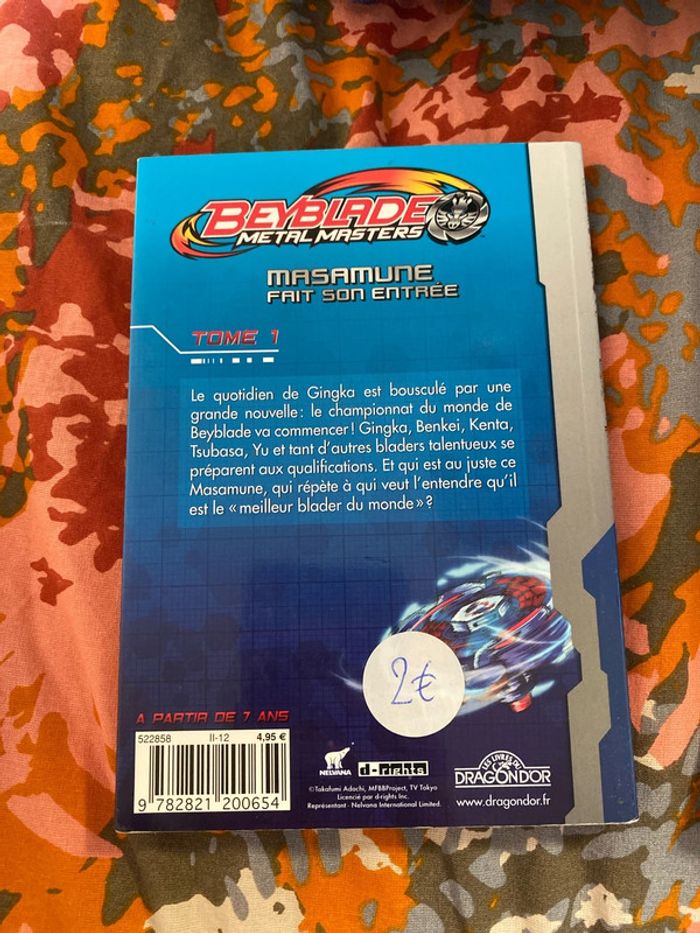 BEYBLADE
METAL MASTERS
MASAMUNE
FAIT SON ENTRÉE
TOME 1
Le quotidien de Gingka est bousculé par une
grande nouvelle : le championnat du monde de
Beyblade va commencer ! Gingka, Benkei, Kenta,
Tsubasa, Yu et tant d'autres bladers talentueux se
préparent aux qualifications. Et qui est au juste ce
Masamune, qui répète à qui veut l'entendre qu'il
est le « meilleur blader du monde » ?
2€
A PARTIR DE 7 ANS
522858 II-12 4,95 €
9 782821 200654
NELVANA
d-rights
©Takafumi Adachi, MFBBProject, TV Tokyo
Licencié par d-rights Inc.
Représentant - Nelvana International Limited.
LES LIVRES DU
DRAGON D'OR
www.dragondor.fr